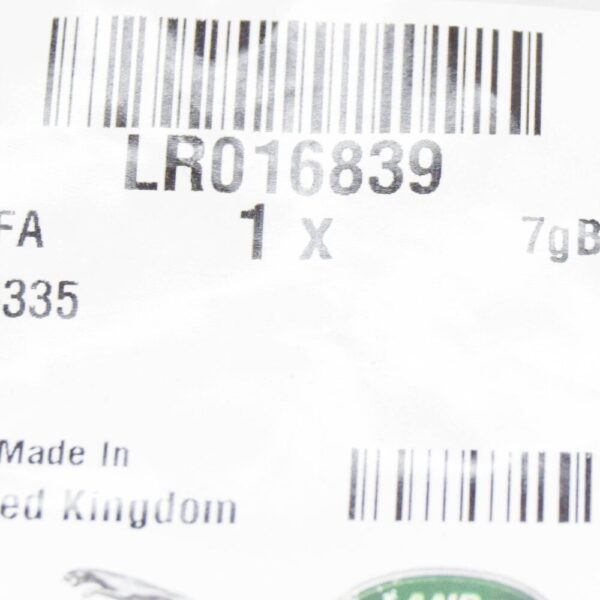 LR016839
FA 1 x 7gB
335
Made In
ed Kingdom